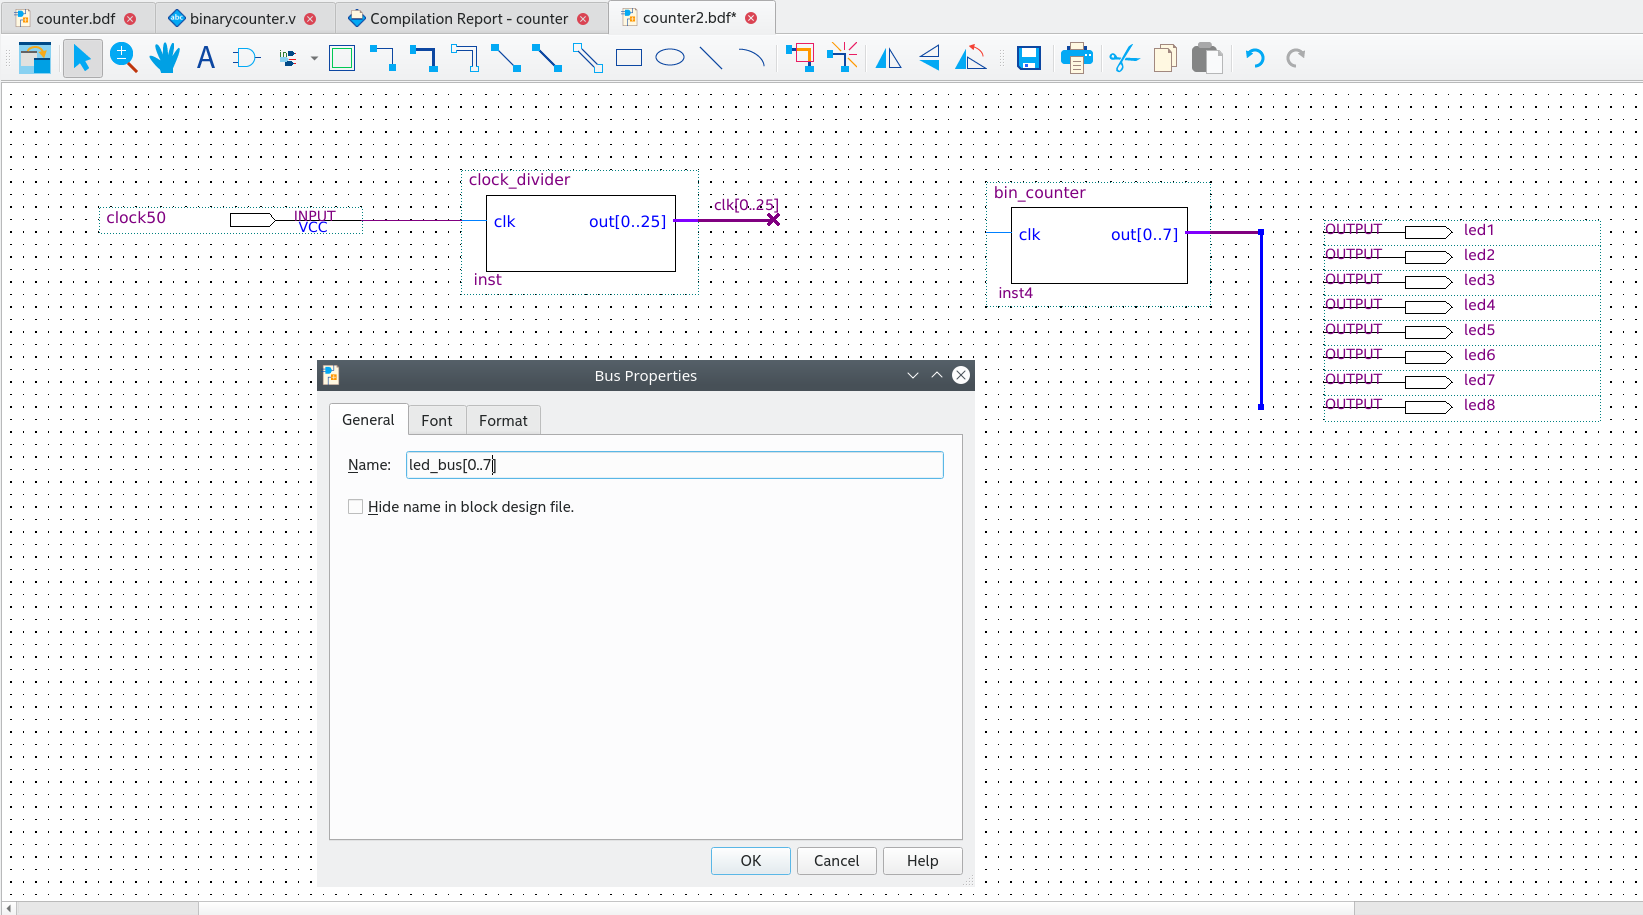 counter.bdf
binarycounter.v
Compilation Report - counter
counter2.bdf*
abc
A
in
clock50
INPUT
VCC
clock_divider
clk
out[0..25]
inst
clk[0..25]
bin_counter
clk
out[0..7]
inst4
OUTPUT led1
OUTPUT led2
OUTPUT led3
OUTPUT led4
OUTPUT led5
OUTPUT led6
OUTPUT led7
OUTPUT led8
Bus Properties
General
Font
Format
Name: led_bus[0..7]
Hide name in block design file.
OK
Cancel
Help